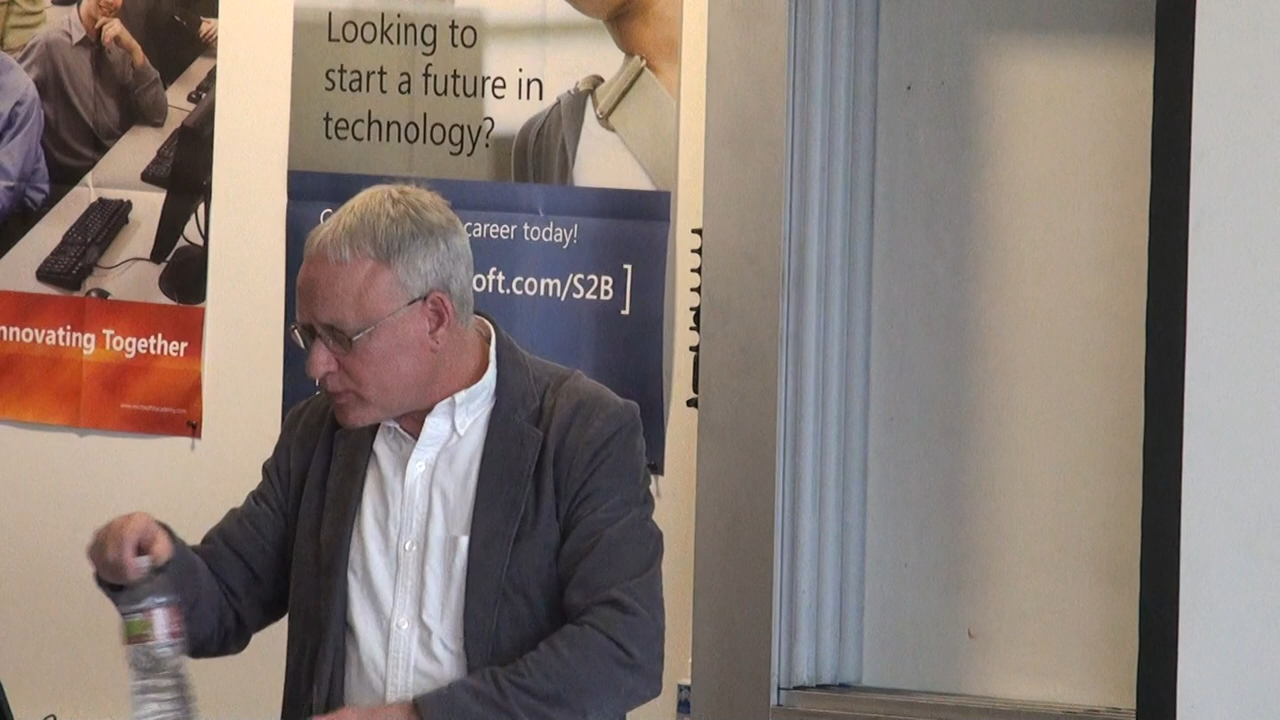 Looking to
start a future in
technology?
career today!
oft.com/S2B ]
nnovating Together